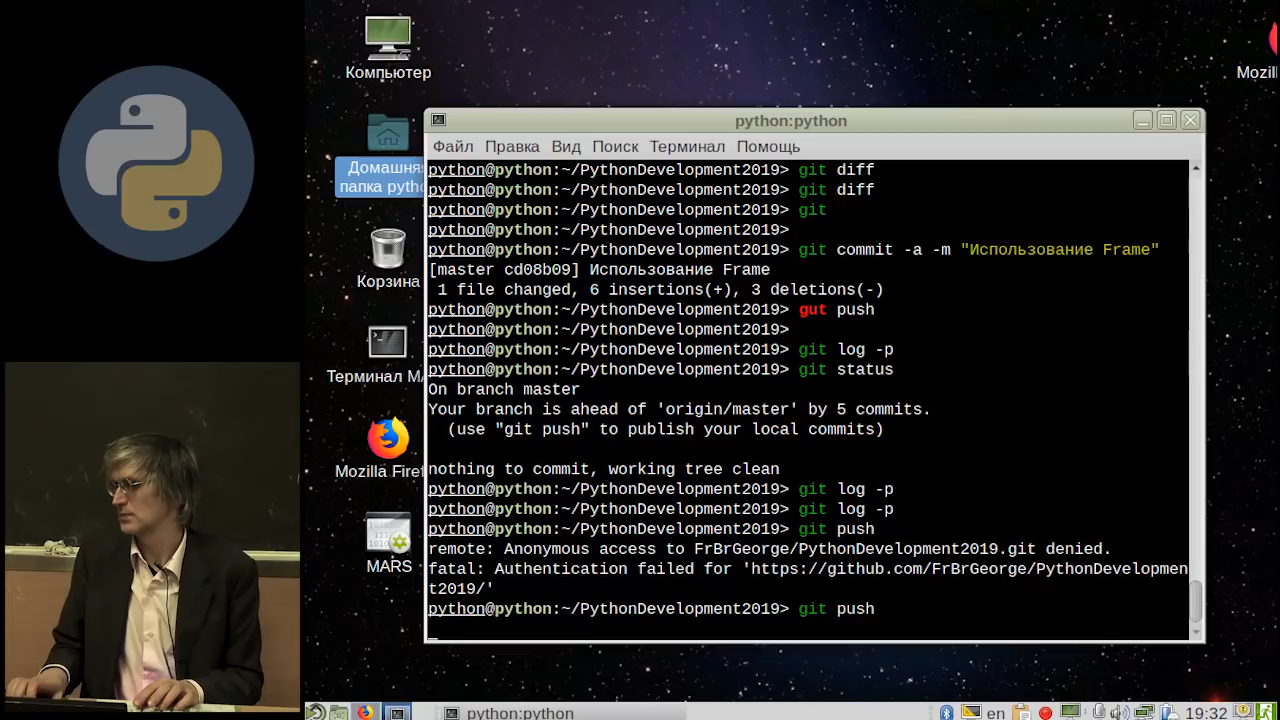 Компьютер
Mozill
Домашня
папка pytho
Корзина
Терминал MA
Mozilla Firef
MARS
python:python
Файл Правка Вид Поиск Терминал Помощь
python@python:~/PythonDevelopment2019> git diff
python@python:~/PythonDevelopment2019> git diff
python@python:~/PythonDevelopment2019> git
python@python:~/PythonDevelopment2019>
python@python:~/PythonDevelopment2019> git commit -a -m "Использование Frame"
[master cd08b09] Использование Frame
1 file changed, 6 insertions(+), 3 deletions(-)
python@python:~/PythonDevelopment2019> gut push
python@python:~/PythonDevelopment2019>
python@python:~/PythonDevelopment2019> git log -p
python@python:~/PythonDevelopment2019> git status
On branch master
Your branch is ahead of 'origin/master' by 5 commits.
(use "git push" to publish your local commits)
nothing to commit, working tree clean
python@python:~/PythonDevelopment2019> git log -p
python@python:~/PythonDevelopment2019> git log -p
python@python:~/PythonDevelopment2019> git push
remote: Anonymous access to FrBrGeorge/PythonDevelopment2019.git denied.
fatal: Authentication failed for 'https://github.com/FrBrGeorge/PythonDevelopmen
t2019/'
python@python:~/PythonDevelopment2019> git push
python:python
en
19:32